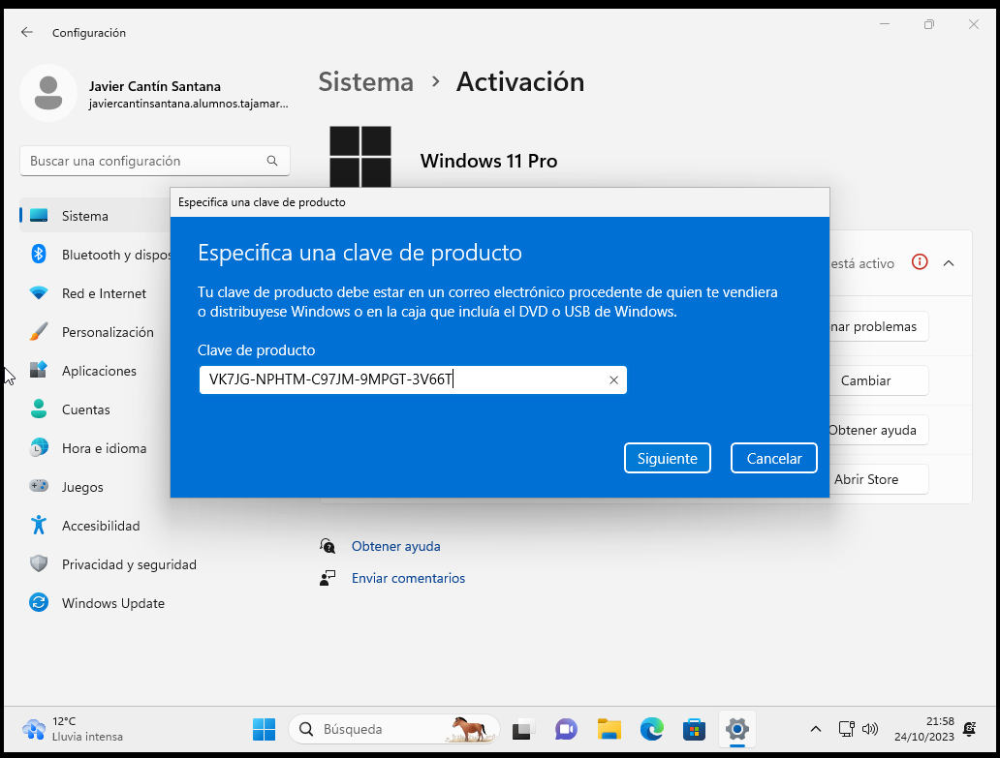 Configuración
Javier Cantín Santana
javiercantinsantana.alumnos.tajamar...
Buscar una configuración
Sistema
Bluetooth y dispos
Red e Internet
Personalización
Aplicaciones
Cuentas
Hora e idioma
Juegos
Accesibilidad
Privacidad y seguridad
Windows Update
Sistema > Activación
Windows 11 Pro
Especifica una clave de producto
Especifica una clave de producto
Tu clave de producto debe estar en un correo electrónico procedente de quien te vendiera
o distribuyese Windows o en la caja que incluía el DVD o USB de Windows.
Clave de producto
VK7JG-NPHTM-C97JM-9MPGT-3V66T
Siguiente
Cancelar
está activo
nar problemas
Cambiar
Obtener ayuda
Abrir Store
Obtener ayuda
Enviar comentarios
12°C
Lluvia intensa
Búsqueda
21:58
24/10/2023